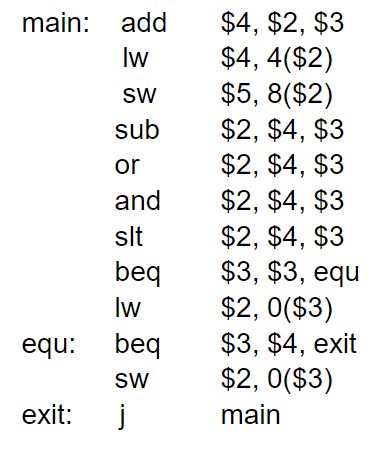 main: add $4, $2, $3
lw $4, 4($2)
sw $5, 8($2)
sub $2, $4, $3
or $2, $4, $3
and $2, $4, $3
slt $2, $4, $3
beq $3, $3, equ
lw $2, 0($3)
equ: beq $3, $4, exit
sw $2, 0($3)
exit: j main